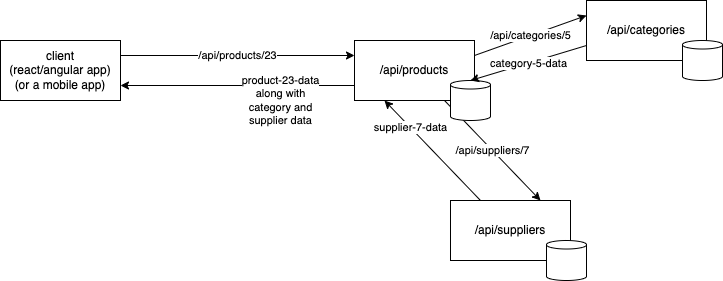 client
(react/angular app)
(or a mobile app)
/api/products/23
product-23-data
along with
category and
supplier data
/api/products
/api/categories/5
category-5-data
/api/categories
supplier-7-data
/api/suppliers/7
/api/suppliers